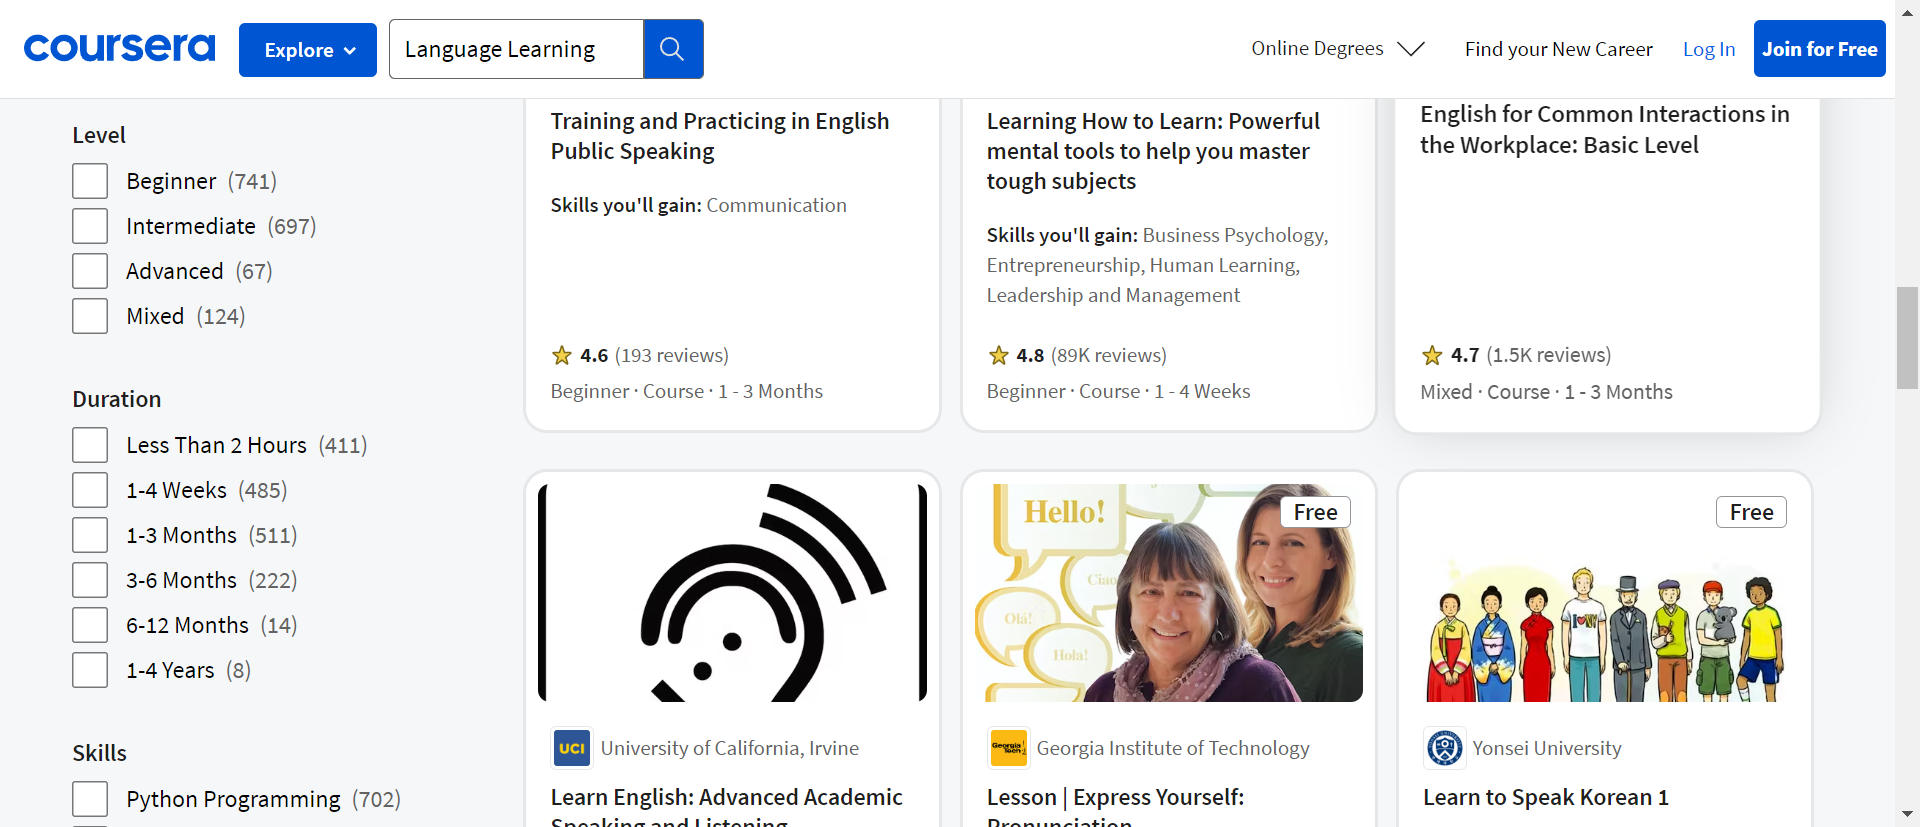 coursera
Explore
Language Learning
Online Degrees
Find your New Career
Log In
Join for Free
Level
Beginner (741)
Intermediate (697)
Advanced (67)
Mixed (124)
Duration
Less Than 2 Hours (411)
1-4 Weeks (485)
1-3 Months (511)
3-6 Months (222)
6-12 Months (14)
1-4 Years (8)
Skills
Python Programming (702)
Training and Practicing in English
Public Speaking
Skills you'll gain: Communication
4.6 (193 reviews)
Beginner · Course · 1 - 3 Months
Learning How to Learn: Powerful
mental tools to help you master
tough subjects
Skills you'll gain: Business Psychology,
Entrepreneurship, Human Learning,
Leadership and Management
4.8 (89K reviews)
Beginner · Course · 1 - 4 Weeks
English for Common Interactions in
the Workplace: Basic Level
4.7 (1.5K reviews)
Mixed · Course · 1 - 3 Months
UCI
University of California, Irvine
Learn English: Advanced Academic
Speaking and Listening
Hello!
Ciao
Olá!
Hola!
Free
Georgia Tech
Georgia Institute of Technology
Lesson | Express Yourself:
Pronunciation
Free
I ♥ NY
Yonsei University
Learn to Speak Korean 1